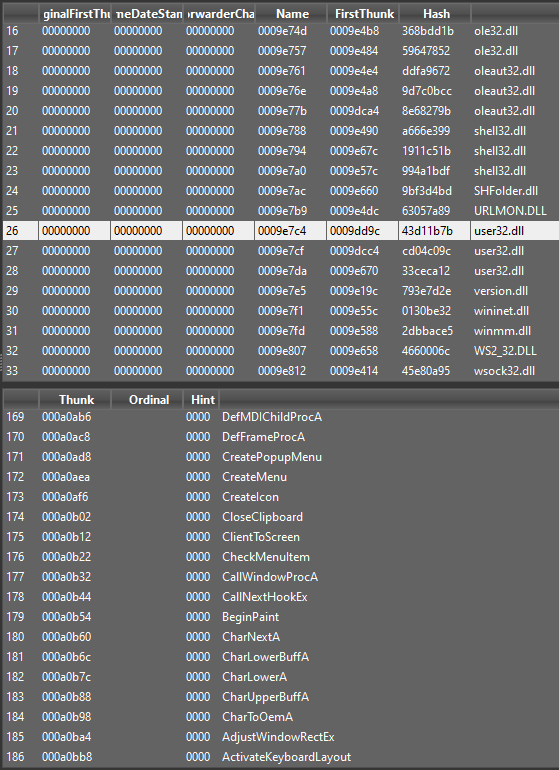 ginalFirstThu neDateStan orwarderCha Name FirstThunk Hash
16 00000000 00000000 00000000 0009e74d 0009e4b8 368bdd1b ole32.dll
17 00000000 00000000 00000000 0009e757 0009e484 59647852 ole32.dll
18 00000000 00000000 00000000 0009e761 0009e4e4 ddfa9672 oleaut32.dll
19 00000000 00000000 00000000 0009e76e 0009e4a8 9d7c0bcc oleaut32.dll
20 00000000 00000000 00000000 0009e77b 0009dca4 8e68279b oleaut32.dll
21 00000000 00000000 00000000 0009e788 0009e490 a666e399 shell32.dll
22 00000000 00000000 00000000 0009e794 0009e67c 1911c51b shell32.dll
23 00000000 00000000 00000000 0009e7a0 0009e57c 994a1bdf shell32.dll
24 00000000 00000000 00000000 0009e7ac 0009e660 9bf3d4bd SHFolder.dll
25 00000000 00000000 00000000 0009e7b9 0009e4dc 63057a89 URLMON.DLL
26 00000000 00000000 00000000 0009e7c4 0009dd9c 43d11b7b user32.dll
27 00000000 00000000 00000000 0009e7cf 0009dcc4 cd04c09c user32.dll
28 00000000 00000000 00000000 0009e7da 0009e670 33ceca12 user32.dll
29 00000000 00000000 00000000 0009e7e5 0009e19c 793e7d2e version.dll
30 00000000 00000000 00000000 0009e7f1 0009e55c 0130be32 wininet.dll
31 00000000 00000000 00000000 0009e7fd 0009e588 2dbbace5 winmm.dll
32 00000000 00000000 00000000 0009e807 0009e658 4660006c WS2_32.DLL
33 00000000 00000000 00000000 0009e812 0009e414 45e80a95 wsock32.dll
Thunk Ordinal Hint
169 000a0ab6 0000 DefMDIChildProcA
170 000a0ac8 0000 DefFrameProcA
171 000a0ad8 0000 CreatePopupMenu
172 000a0aea 0000 CreateMenu
173 000a0af6 0000 CreateIcon
174 000a0b02 0000 CloseClipboard
175 000a0b12 0000 ClientToScreen
176 000a0b22 0000 CheckMenuItem
177 000a0b32 0000 CallWindowProcA
178 000a0b44 0000 CallNextHookEx
179 000a0b54 0000 BeginPaint
180 000a0b60 0000 CharNextA
181 000a0b6c 0000 CharLowerBuffA
182 000a0b7c 0000 CharLowerA
183 000a0b88 0000 CharUpperBuffA
184 000a0b98 0000 CharToOemA
185 000a0ba4 0000 AdjustWindowRectEx
186 000a0bb8 0000 ActivateKeyboardLayout